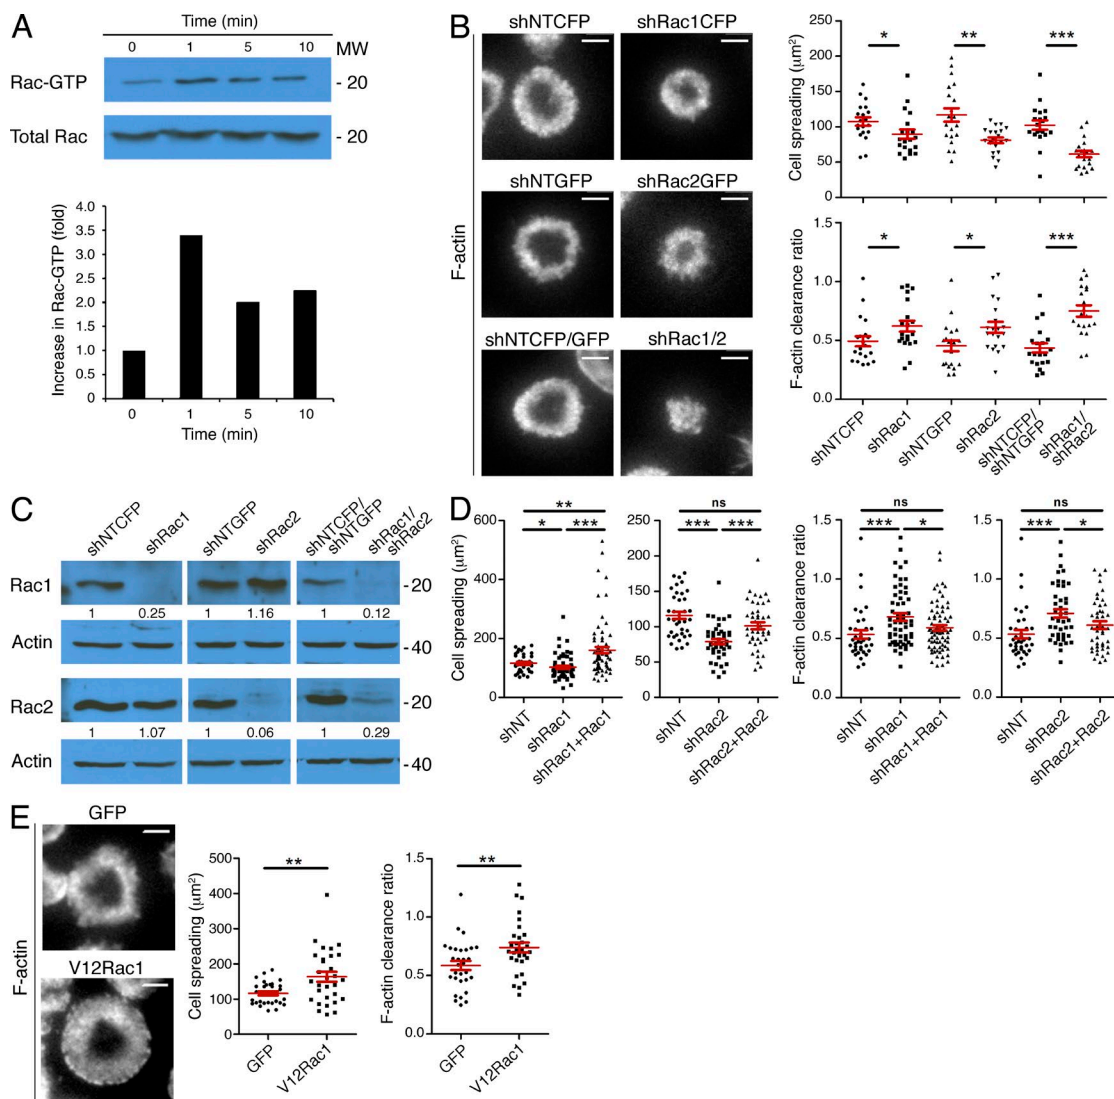 A
Time (min)
0 1 5 10 MW
Rac-GTP - 20
Total Rac - 20
Increase in Rac-GTP (fold)
4.0
3.5
3.0
2.5
2.0
1.5
1.0
0.5
0
0 1 5 10
Time (min)
B
shNTCFP shRac1CFP
shNTGFP shRac2GFP
shNTCFP/GFP shRac1/2
F-actin
Cell spreading (µm²)
250
200
150
100
50
0
* ** ***
F-actin clearance ratio
1.5
1.0
0.5
0.0
* * ***
shNTCFP
shRac1
shNTGFP
shRac2
shNTCFP/
shNTGFP
shRac1/
shRac2
C
shNTCFP
shRac1
shNTGFP
shRac2
shNTCFP/
shNTGFP
shRac1/
shRac2
Rac1 -20
1 0.25 1 1.16 1 0.12
Actin -40
Rac2 -20
1 1.07 1 0.06 1 0.29
Actin -40
D
Cell spreading (µm²)
600
400
200
0
**
* ***
shNT
shRac1
shRac1+Rac1
250
200
150
100
50
0
ns
*** ***
shNT
shRac2
shRac2+Rac2
F-actin clearance ratio
1.5
1.0
0.5
0.0
ns
*** *
shNT
shRac1
shRac1+Rac1
1.5
1.0
0.5
0.0
ns
*** *
shNT
shRac2
shRac2+Rac2
E
GFP
V12Rac1
F-actin
Cell spreading (µm²)
500
400
300
200
100
0
**
GFP
V12Rac1
F-actin clearance ratio
1.5
1.0
0.5
0.0
**
GFP
V12Rac1